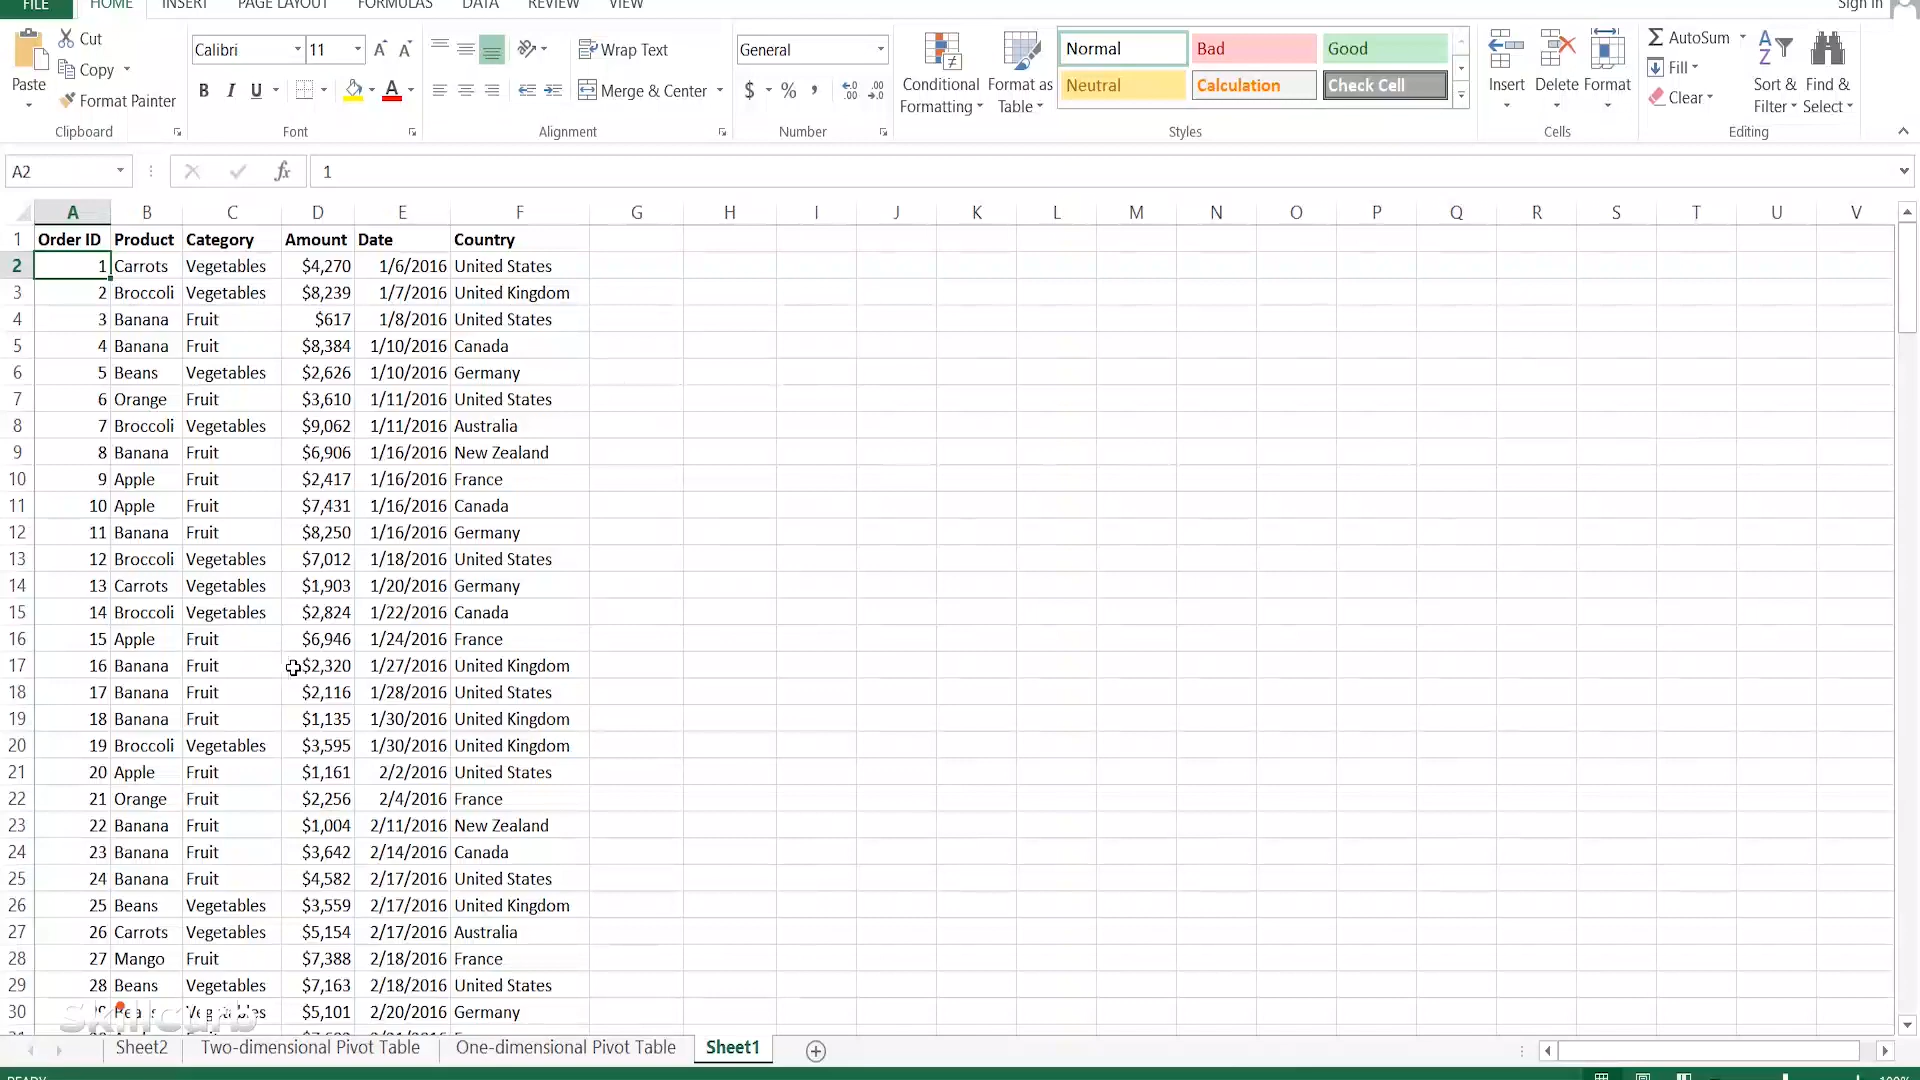 FILE HOME INSERT PAGE LAYOUT FORMULAS DATA REVIEW VIEW Sign in
Paste
Cut
Copy
Format Painter
Clipboard
Calibri 11
B I U
Font
Wrap Text
Merge & Center
Alignment
General
$ % ,
Number
Conditional Formatting
Format as Table
Normal Bad Good
Neutral Calculation Check Cell
Styles
Insert Delete Format
Cells
AutoSum
Fill
Clear
Sort & Filter
Find & Select
Editing
A2 fx 1
A B C D E F G H I J K L M N O P Q R S T U V
1 Order ID Product Category Amount Date Country
2 1 Carrots Vegetables $4,270 1/6/2016 United States
3 2 Broccoli Vegetables $8,239 1/7/2016 United Kingdom
4 3 Banana Fruit $617 1/8/2016 United States
5 4 Banana Fruit $8,384 1/10/2016 Canada
6 5 Beans Vegetables $2,626 1/10/2016 Germany
7 6 Orange Fruit $3,610 1/11/2016 United States
8 7 Broccoli Vegetables $9,062 1/11/2016 Australia
9 8 Banana Fruit $6,906 1/16/2016 New Zealand
10 9 Apple Fruit $2,417 1/16/2016 France
11 10 Apple Fruit $7,431 1/16/2016 Canada
12 11 Banana Fruit $8,250 1/16/2016 Germany
13 12 Broccoli Vegetables $7,012 1/18/2016 United States
14 13 Carrots Vegetables $1,903 1/20/2016 Germany
15 14 Broccoli Vegetables $2,824 1/22/2016 Canada
16 15 Apple Fruit $6,946 1/24/2016 France
17 16 Banana Fruit $2,320 1/27/2016 United Kingdom
18 17 Banana Fruit $2,116 1/28/2016 United States
19 18 Banana Fruit $1,135 1/30/2016 United Kingdom
20 19 Broccoli Vegetables $3,595 1/30/2016 United Kingdom
21 20 Apple Fruit $1,161 2/2/2016 United States
22 21 Orange Fruit $2,256 2/4/2016 France
23 22 Banana Fruit $1,004 2/11/2016 New Zealand
24 23 Banana Fruit $3,642 2/14/2016 Canada
25 24 Banana Fruit $4,582 2/17/2016 United States
26 25 Beans Vegetables $3,559 2/17/2016 United Kingdom
27 26 Carrots Vegetables $5,154 2/17/2016 Australia
28 27 Mango Fruit $7,388 2/18/2016 France
29 28 Beans Vegetables $7,163 2/18/2016 United States
30 29 Beans Vegetables $5,101 2/20/2016 Germany
Skillcurb
Sheet2 Two-dimensional Pivot Table One-dimensional Pivot Table Sheet1